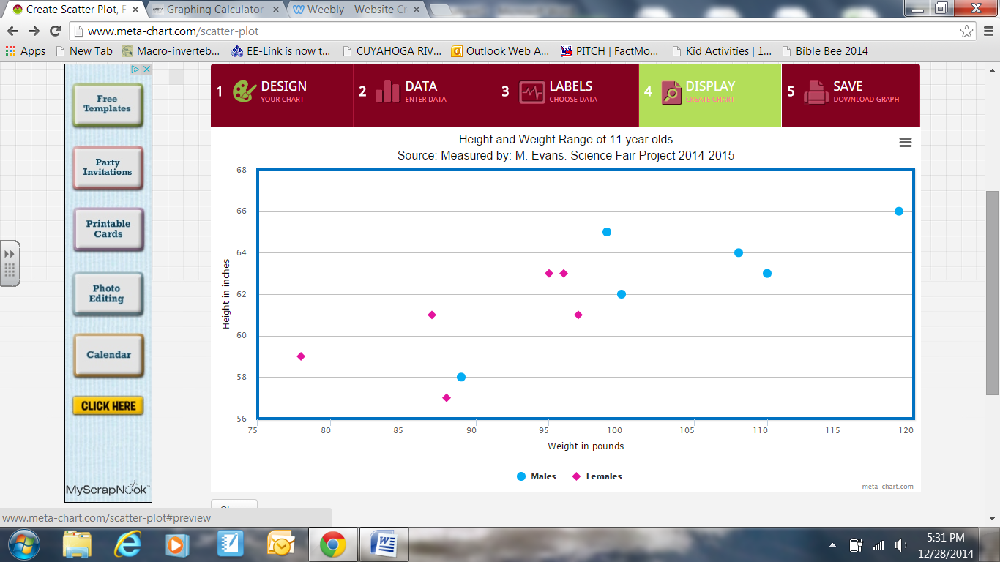 Create Scatter Plot, F
Graphing Calculator-
Weebly - Website Cr
www.meta-chart.com/scatter-plot
Apps
New Tab
Macro-inverteb...
EE-Link is now t...
CUYAHOGA RIV...
Outlook Web A...
PITCH | FactMo...
Kid Activities | 1...
Bible Bee 2014
Free
Templates
Party
Invitations
Printable
Cards
Photo
Editing
Calendar
CLICK HERE
MyScrapNook
1 DESIGN
YOUR CHART
2 DATA
ENTER DATA
3 LABELS
CHOOSE DATA
4 DISPLAY
CREATE CHART
5 SAVE
DOWNLOAD GRAPH
Height and Weight Range of 11 year olds
Source: Measured by: M. Evans. Science Fair Project 2014-2015
Height in inches
68
66
64
62
60
58
56
75 80 85 90 95 100 105 110 115 120
Weight in pounds
Males Females
meta-chart.com
www.meta-chart.com/scatter-plot#preview
5:31 PM
12/28/2014